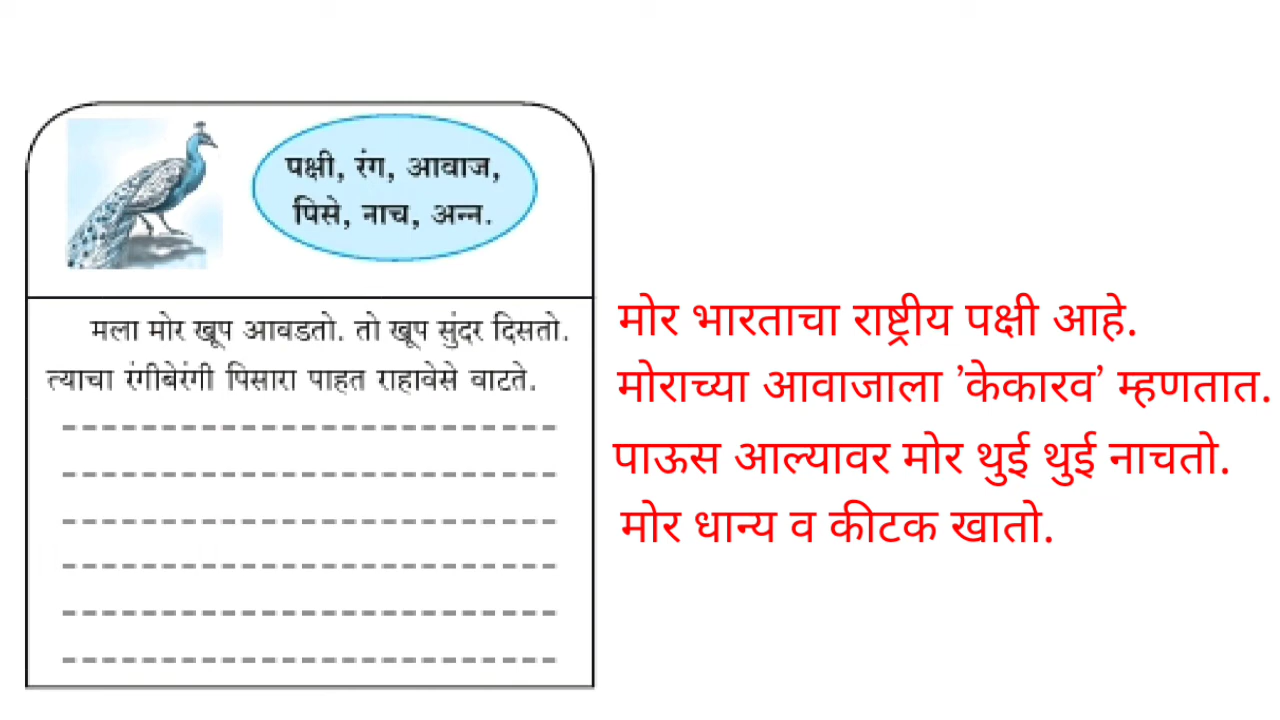 पक्षी, रंग, आवाज,
पिसे, नाच, अन्न.
मला मोर खूप आवडतो. तो खूप सुंदर दिसतो.
त्याचा रंगीबेरंगी पिसारा पाहत राहावेसे वाटते.
मोर भारताचा राष्ट्रीय पक्षी आहे.
मोराच्या आवाजाला ’केकारव’ म्हणतात.
पाऊस आल्यावर मोर थुई थुई नाचतो.
मोर धान्य व कीटक खातो.